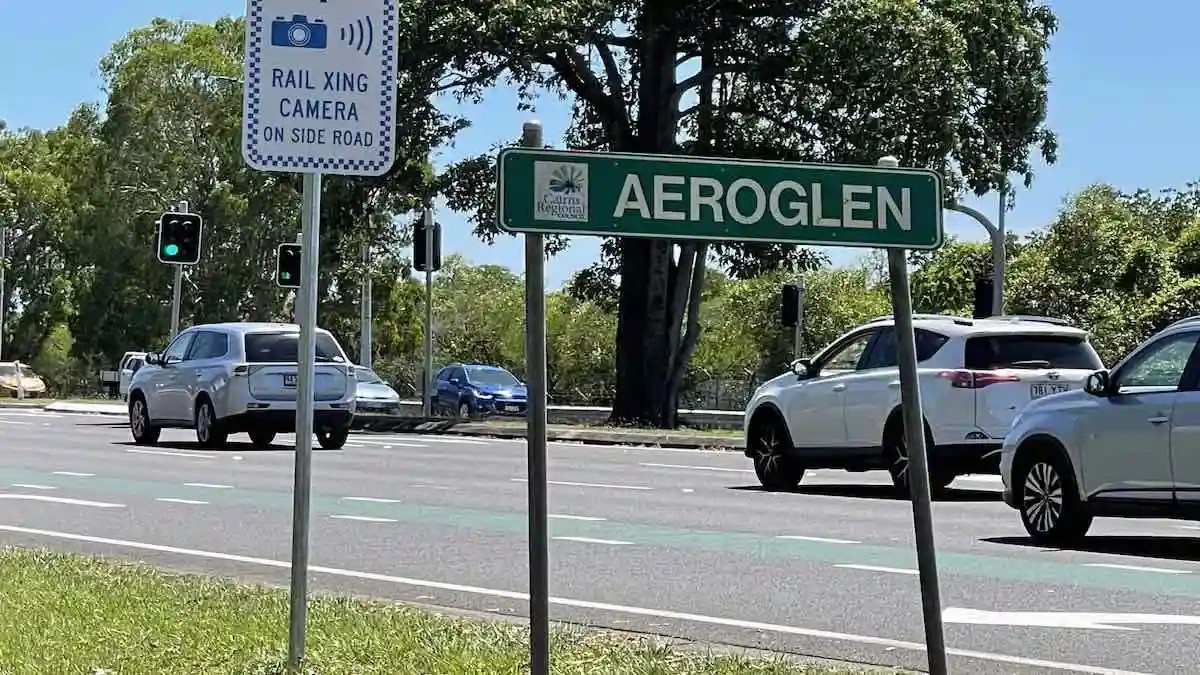 RAIL XING
CAMERA
ON SIDE ROAD
Cairns
Regional
AEROGLEN